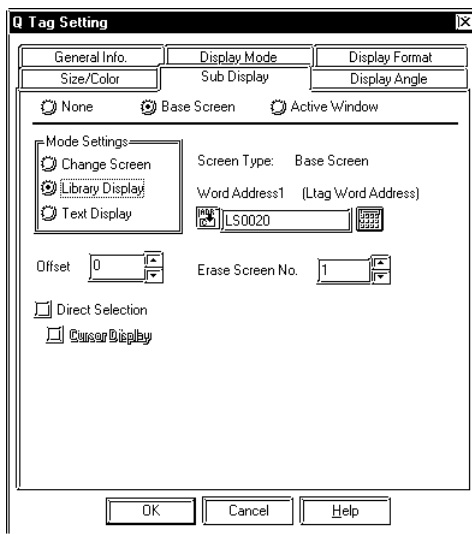 Q Tag Setting
General Info. Display Mode Display Format
Size/Color Sub Display Display Angle
None Base Screen Active Window
Mode Settings
Change Screen
Library Display
Text Display
Screen Type: Base Screen
Word Address1 (Ltag Word Address)
LS0020
Offset 0 Erase Screen No. 1
Direct Selection
Cursor Display
OK Cancel Help